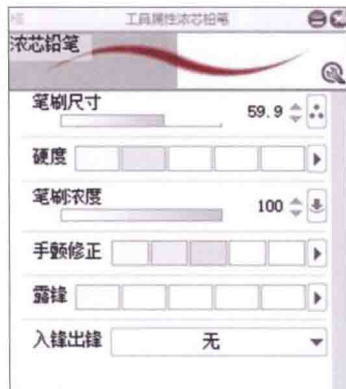 工具属性浓芯铅笔
浓芯铅笔
笔刷尺寸 59.9
硬度
笔刷浓度 100
手颤修正
露锋
入锋出锋 无